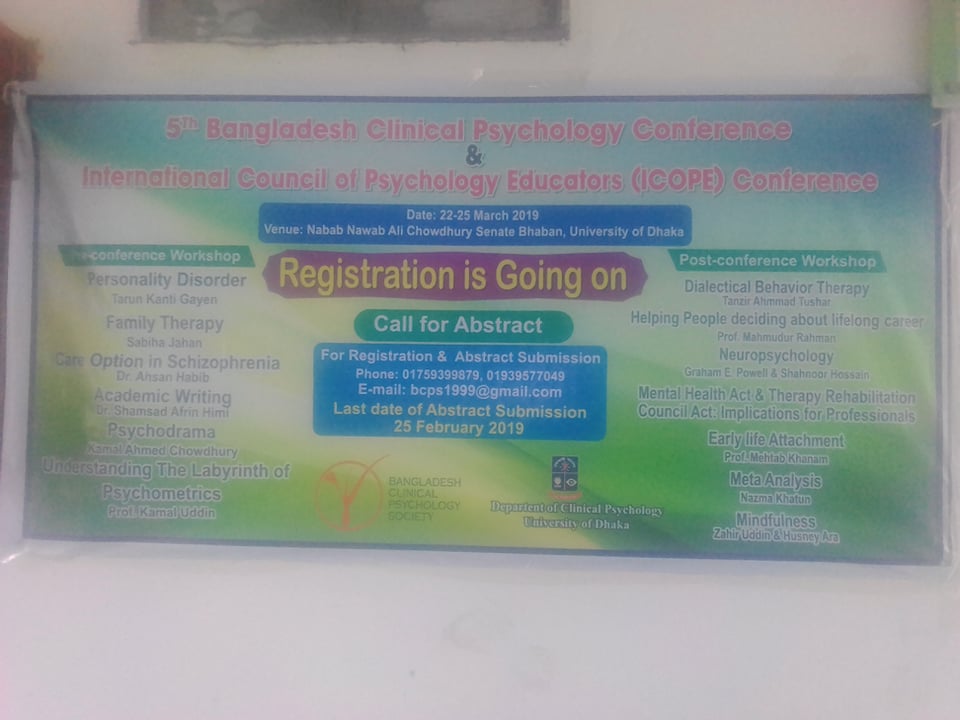 5Th Bangladesh Clinical Psychology Conference
&
International Council of Psychology Educators (ICOPE) Conference
Date: 22-25 March 2019
Venue: Nabab Nawab Ali Chowdhury Senate Bhaban, University of Dhaka
-conference Workshop
Personality Disorder
Tarun Kanti Gayen
Family Therapy
Sabiha Jahan
Care Option in Schizophrenia
Dr. Ahsan Habib
Academic Writing
Dr. Shamsad Afrin Himi
Psychodrama
Kamal Ahmed Chowdhury
Understanding The Labyrinth of
Psychometrics
Prof. Kamal Uddin
Registration is Going on
Call for Abstract
For Registration & Abstract Submission
Phone: 01759399879, 01939577049
E-mail: bcps1999@gmail.com
Last date of Abstract Submission
25 February 2019
BANGLADESH
CLINICAL
PSYCHOLOGY
SOCIETY
Department of Clinical Psychology
University of Dhaka
Post-conference Workshop
Dialectical Behavior Therapy
Tanzir Ahmmad Tushar
Helping People deciding about lifelong career
Prof. Mahmudur Rahman
Neuropsychology
Graham E. Powell & Shahnoor Hossain
Mental Health Act & Therapy Rehabilitation
Council Act: Implications for Professionals
Early life Attachment
Prof. Mehtab Khanam
Meta Analysis
Nazma Khatun
Mindfulness
Zahir Uddin & Husney Ara